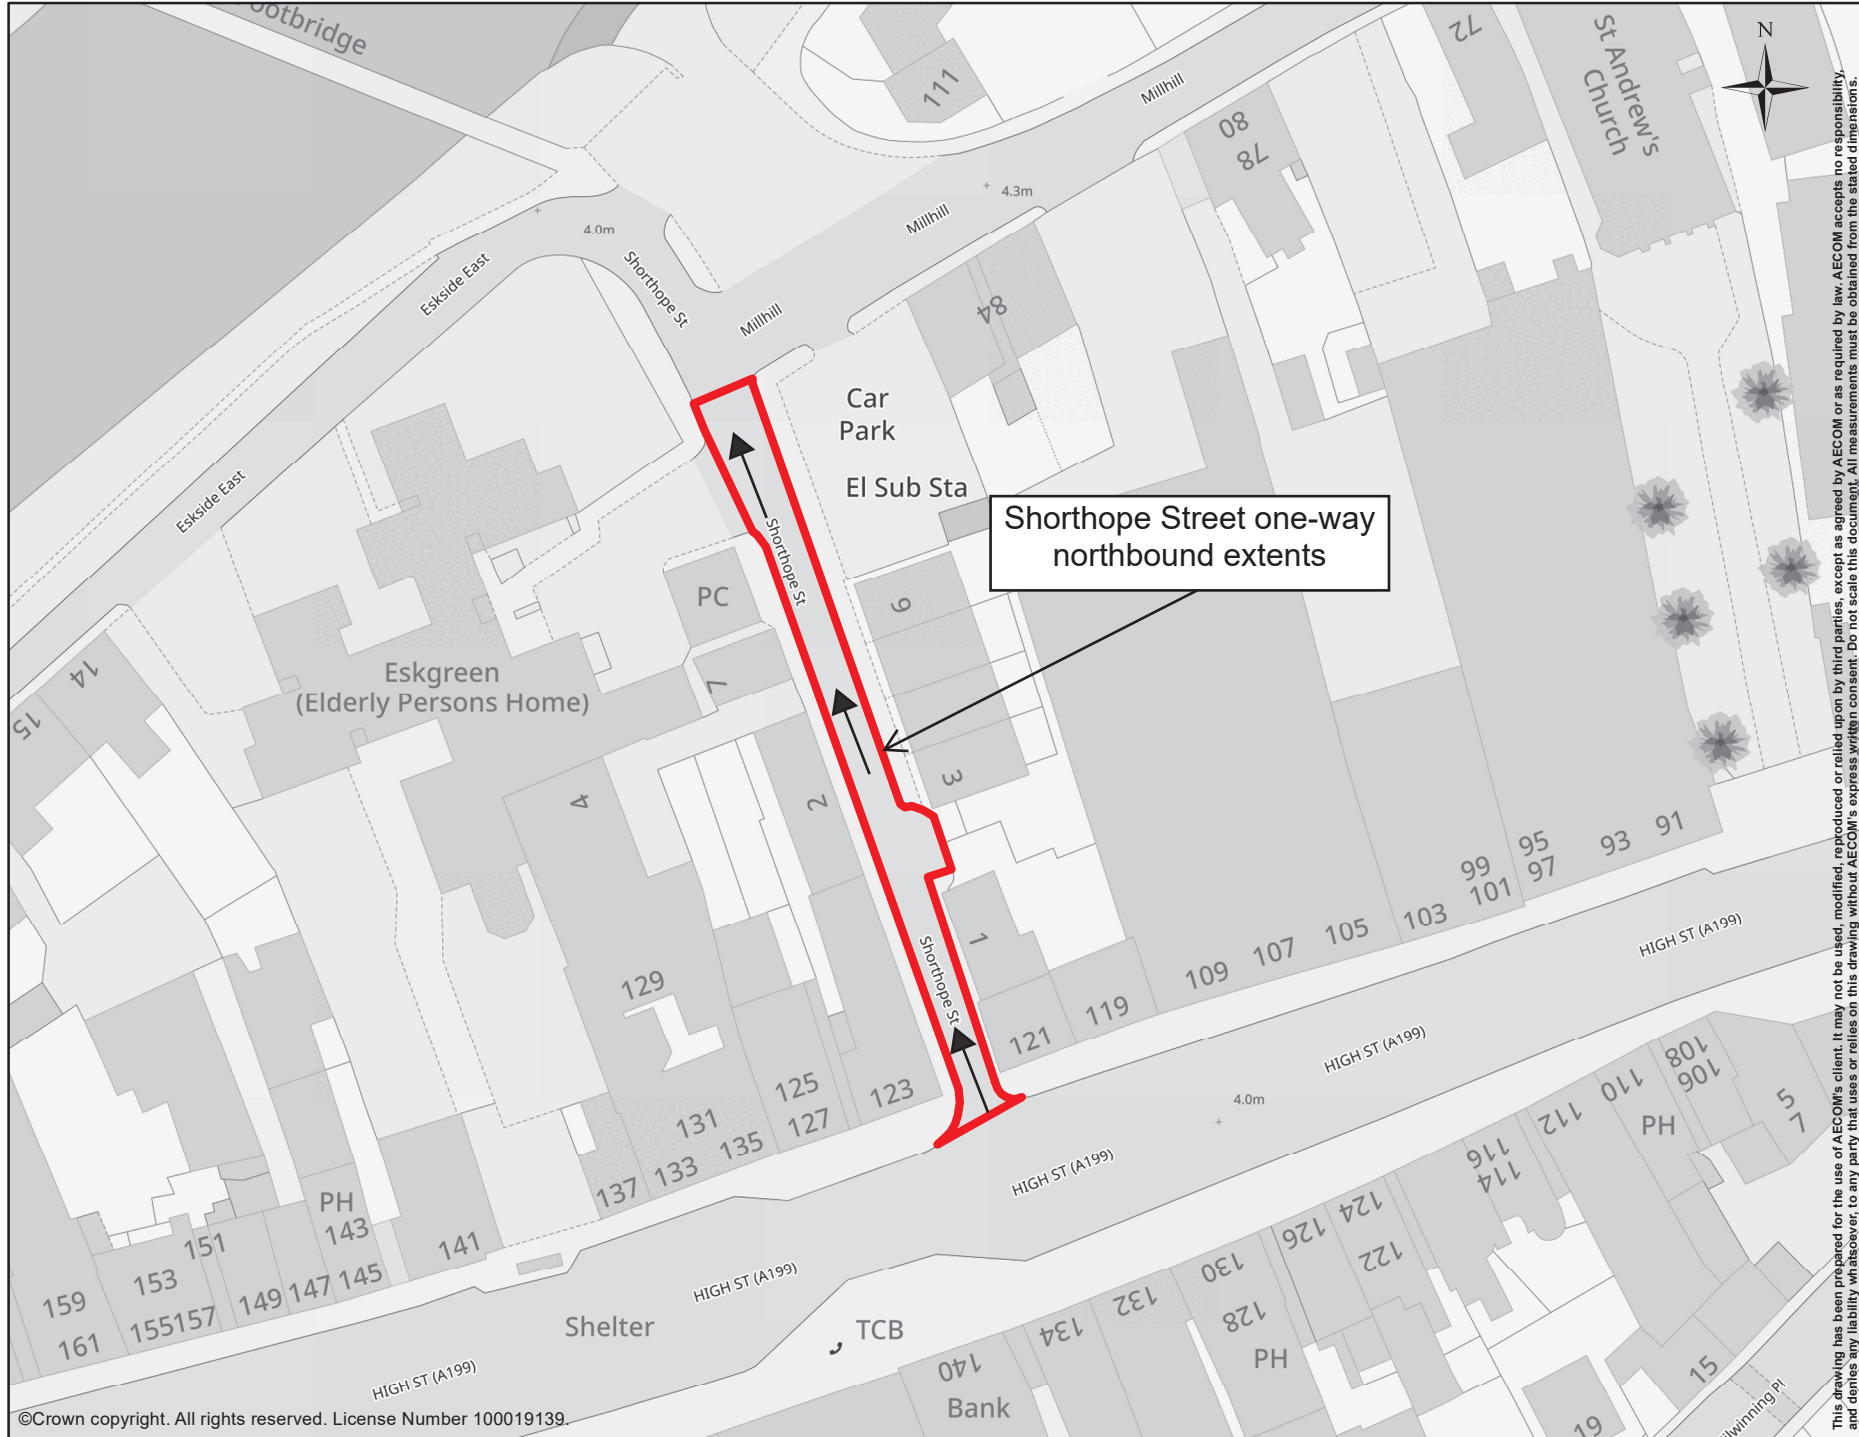 ootbridge
111
Millhill
72
St Andrew's
Church
N
80
78
4.3m
Millhill
4.0m
Shorthope St
Eskside East
Millhill
84
Car
Park
El Sub Sta
Eskside East
Shorthope Street one-way
northbound extents
Shorthope St
PC
9
7
Eskgreen
(Elderly Persons Home)
14
15
4
2
3
1
Shorthope St
129
91
93
95
97
99
101
103
105
107
109
119
121
HIGH ST (A199)
HIGH ST (A199)
123
125
127
131
135
133
137
4.0m
HIGH ST (A199)
108
106
110
112
PH
5
7
116
114
PH
143
141
151
153
159
161
155
157
149
147
145
124
126
122
130
128
PH
132
134
140
Bank
HIGH ST (A199)
Shelter
TCB
HIGH ST (A199)
15
19
ilwinning Pl
©Crown copyright. All rights reserved. License Number 100019139.
This drawing has been prepared for the use of AECOM's client. It may not be used, modified, reproduced or relied upon by third parties, except as agreed by AECOM or as required by law. AECOM accepts no responsibility,
and denies any liability whatsoever, to any party that uses or relies on this drawing without AECOM's express written consent. Do not scale this document. All measurements must be obtained from the stated dimensions.